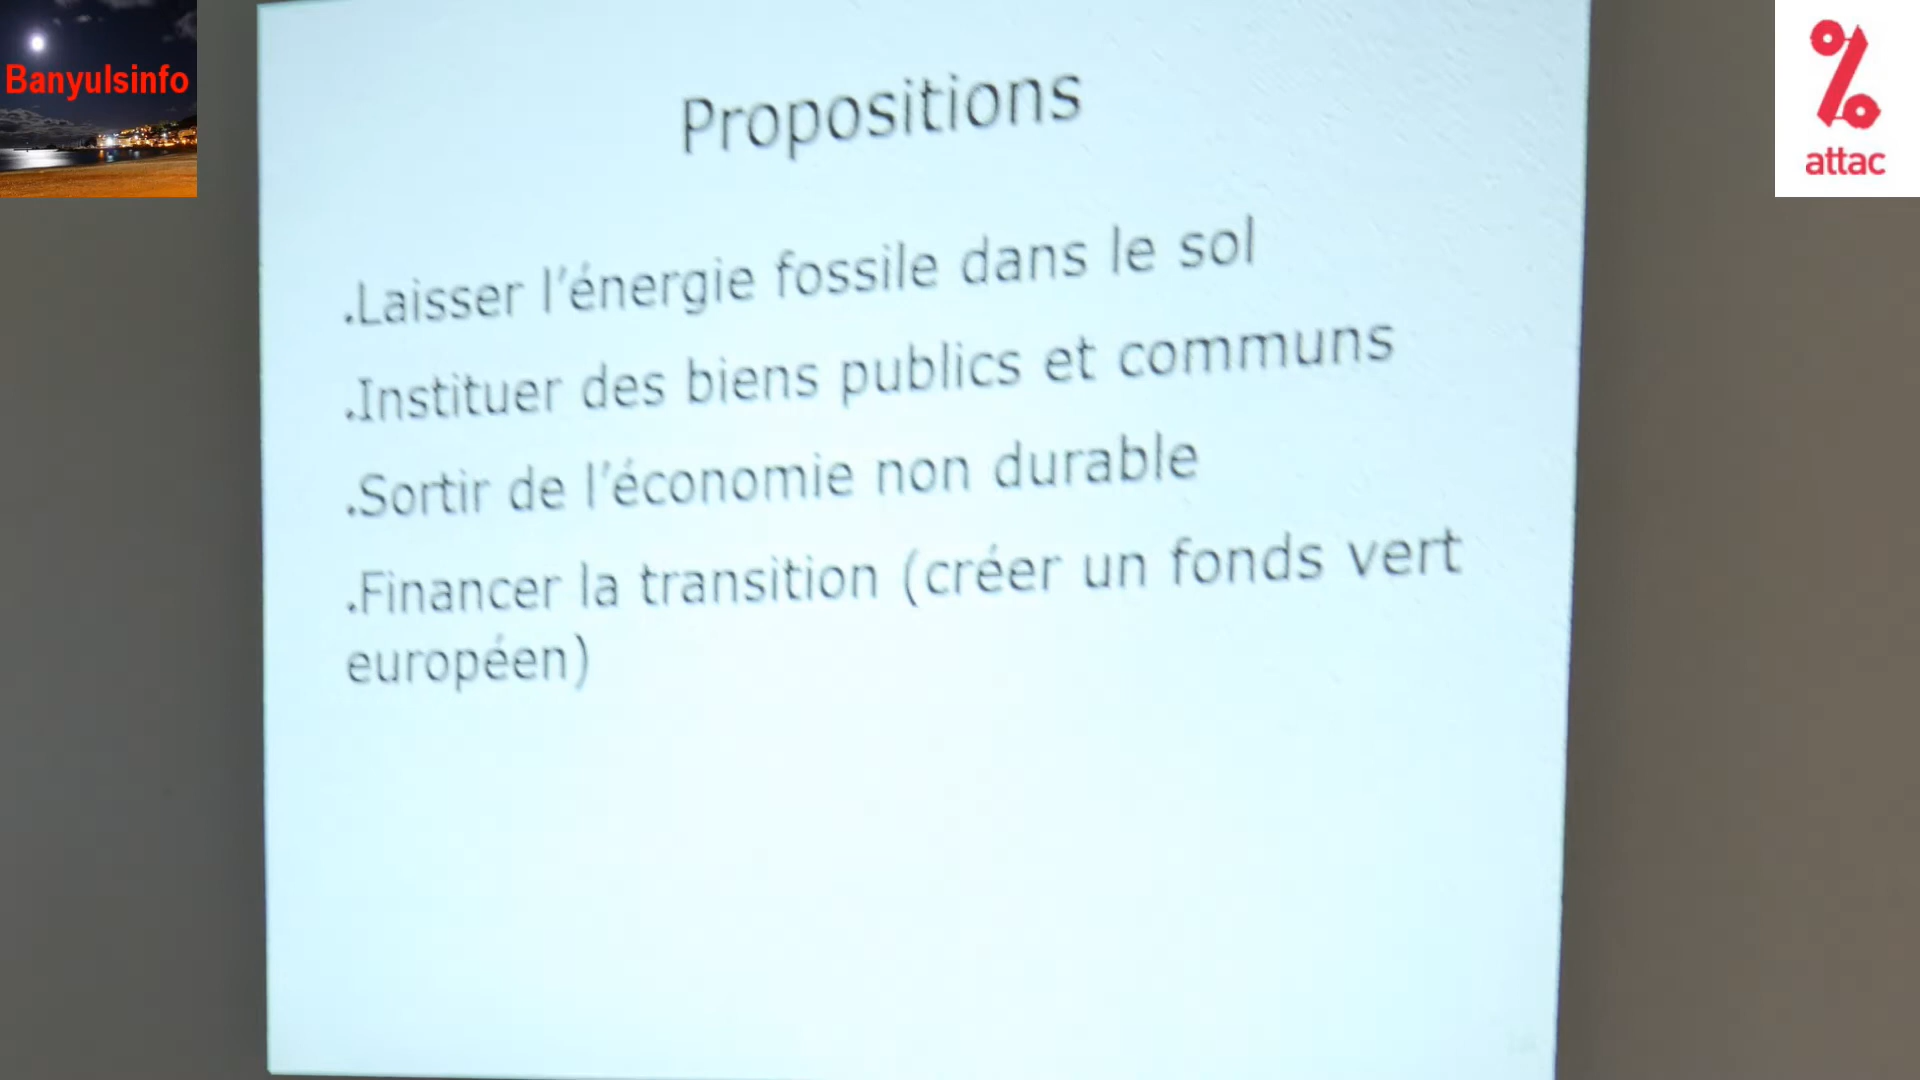 Banyulsinfo
attac
Propositions
.Laisser l'énergie fossile dans le sol
.Instituer des biens publics et communs
.Sortir de l'économie non durable
.Financer la transition (créer un fonds vert
européen)